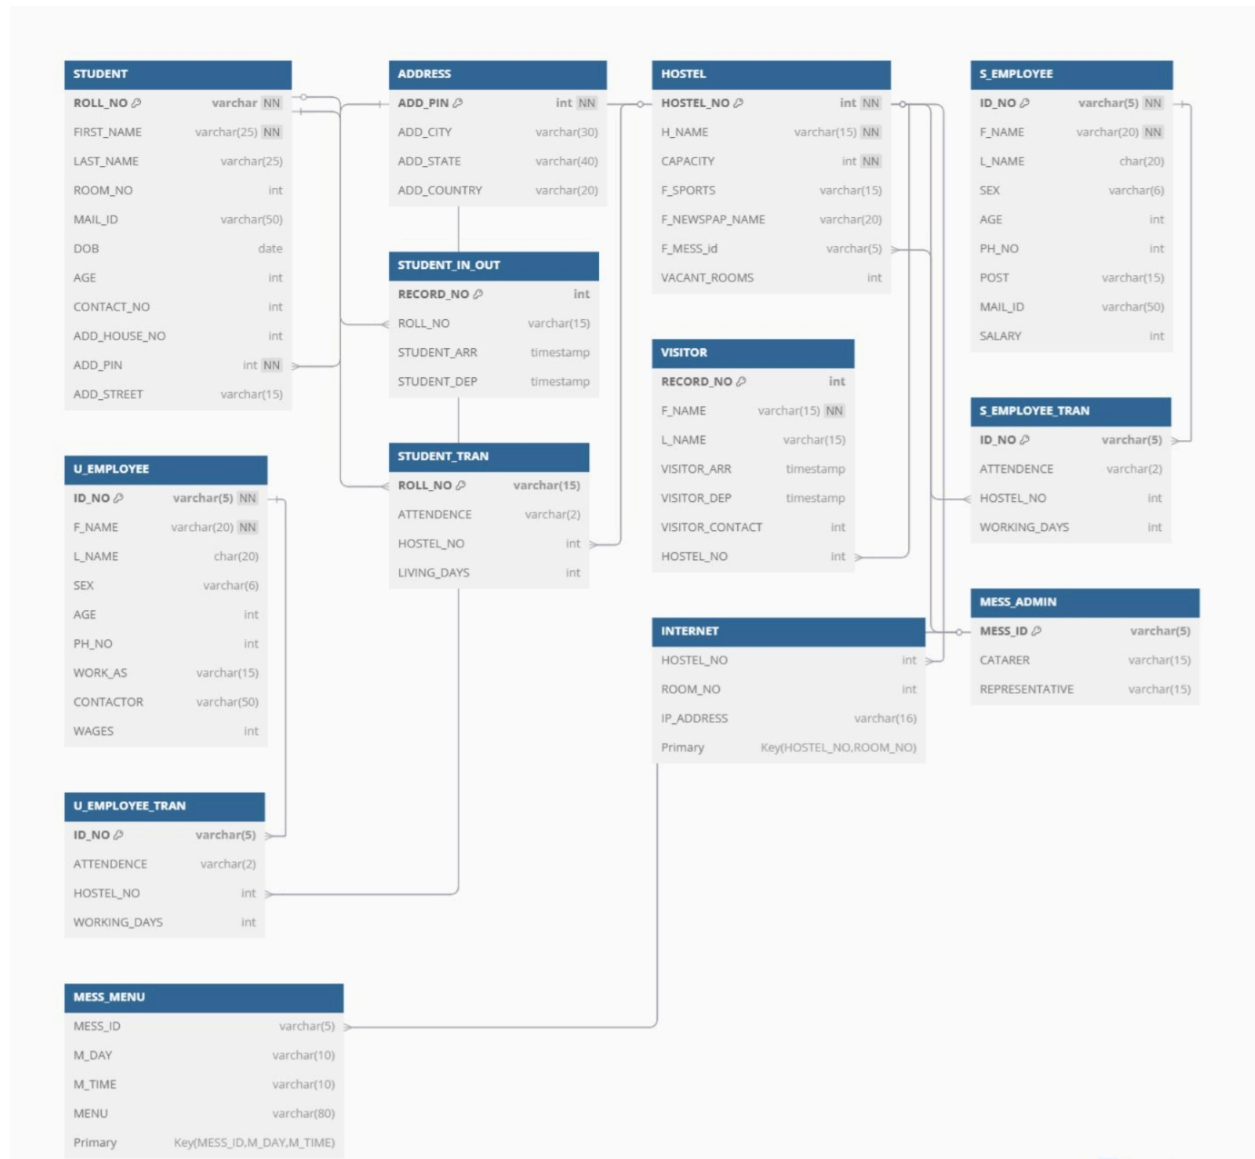 STUDENT
ROLL_NO varchar NN
FIRST_NAME varchar(25) NN
LAST_NAME varchar(25)
ROOM_NO int
MAIL_ID varchar(50)
DOB date
AGE int
CONTACT_NO int
ADD_HOUSE_NO int
ADD_PIN int NN
ADD_STREET varchar(15)
ADDRESS
ADD_PIN int NN
ADD_CITY varchar(30)
ADD_STATE varchar(40)
ADD_COUNTRY varchar(20)
HOSTEL
HOSTEL_NO int NN
H_NAME varchar(15) NN
CAPACITY int NN
F_SPORTS varchar(15)
F_NEWSPAP_NAME varchar(20)
F_MESS_id varchar(5)
VACANT_ROOMS int
S_EMPLOYEE
ID_NO varchar(5) NN
F_NAME varchar(20) NN
L_NAME char(20)
SEX varchar(6)
AGE int
PH_NO int
POST varchar(15)
MAIL_ID varchar(50)
SALARY int
STUDENT_IN_OUT
RECORD_NO int
ROLL_NO varchar(15)
STUDENT_ARR timestamp
STUDENT_DEP timestamp
VISITOR
RECORD_NO int
F_NAME varchar(15) NN
L_NAME varchar(15)
VISITOR_ARR timestamp
VISITOR_DEP timestamp
VISITOR_CONTACT int
HOSTEL_NO int
S_EMPLOYEE_TRAN
ID_NO varchar(5)
ATTENDENCE varchar(2)
HOSTEL_NO int
WORKING_DAYS int
U_EMPLOYEE
ID_NO varchar(5) NN
F_NAME varchar(20) NN
L_NAME char(20)
SEX varchar(6)
AGE int
PH_NO int
WORK_AS varchar(15)
CONTACTOR varchar(50)
WAGES int
STUDENT_TRAN
ROLL_NO varchar(15)
ATTENDENCE varchar(2)
HOSTEL_NO int
LIVING_DAYS int
INTERNET
HOSTEL_NO int
ROOM_NO int
IP_ADDRESS varchar(16)
Primary Key(HOSTEL_NO,ROOM_NO)
MESS_ADMIN
MESS_ID varchar(5)
CATARER varchar(15)
REPRESENTATIVE varchar(15)
U_EMPLOYEE_TRAN
ID_NO varchar(5)
ATTENDENCE varchar(2)
HOSTEL_NO int
WORKING_DAYS int
MESS_MENU
MESS_ID varchar(5)
M_DAY varchar(10)
M_TIME varchar(10)
MENU varchar(80)
Primary Key(MESS_ID,M_DAY,M_TIME)